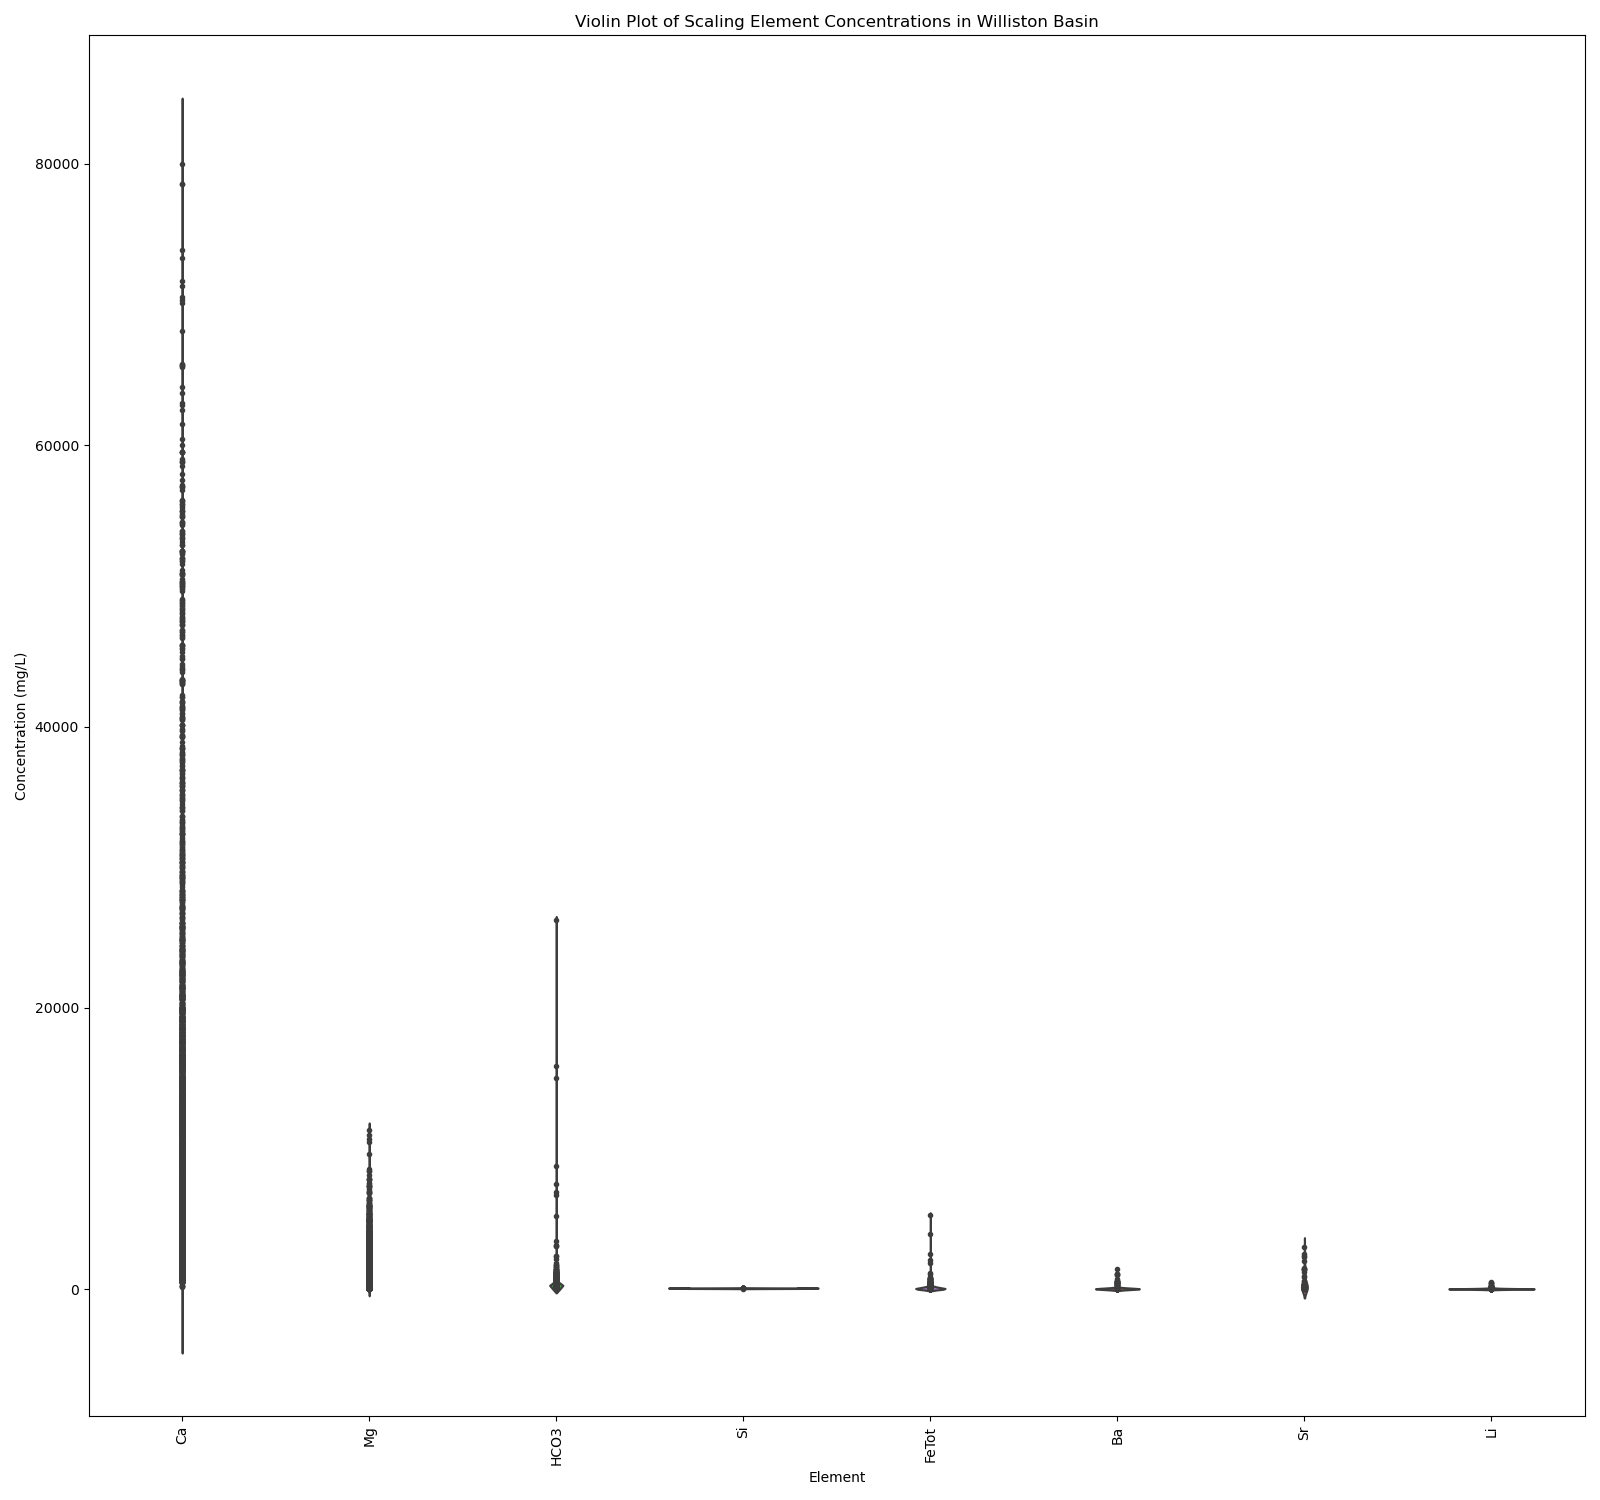 Violin Plot of Scaling Element Concentrations in Williston Basin
Concentration (mg/L)
80000
60000
40000
20000
0
Ca
Mg
HCO3
Si
FeTot
Ba
Sr
Li
Element